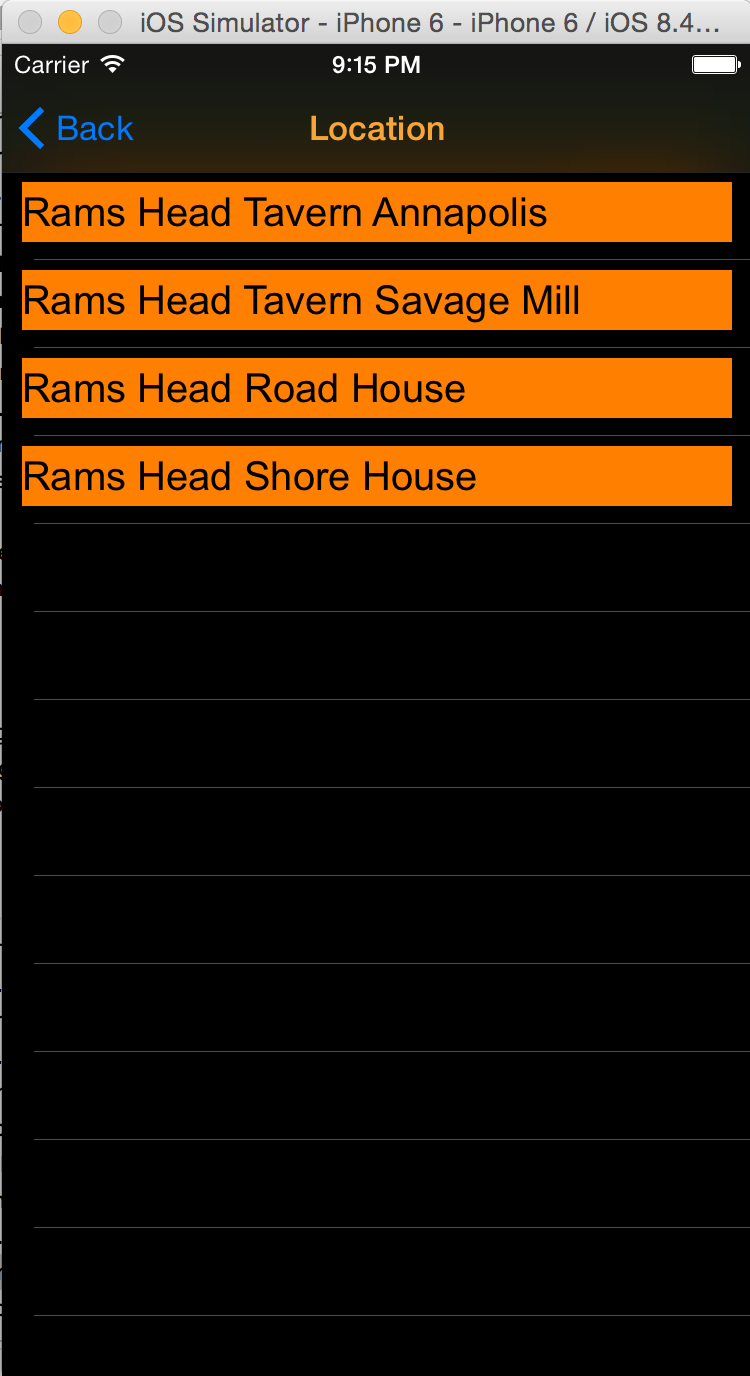 iOS Simulator - iPhone 6 - iPhone 6 / iOS 8.4...
Carrier 9:15 PM
Back Location
Rams Head Tavern Annapolis
Rams Head Tavern Savage Mill
Rams Head Road House
Rams Head Shore House